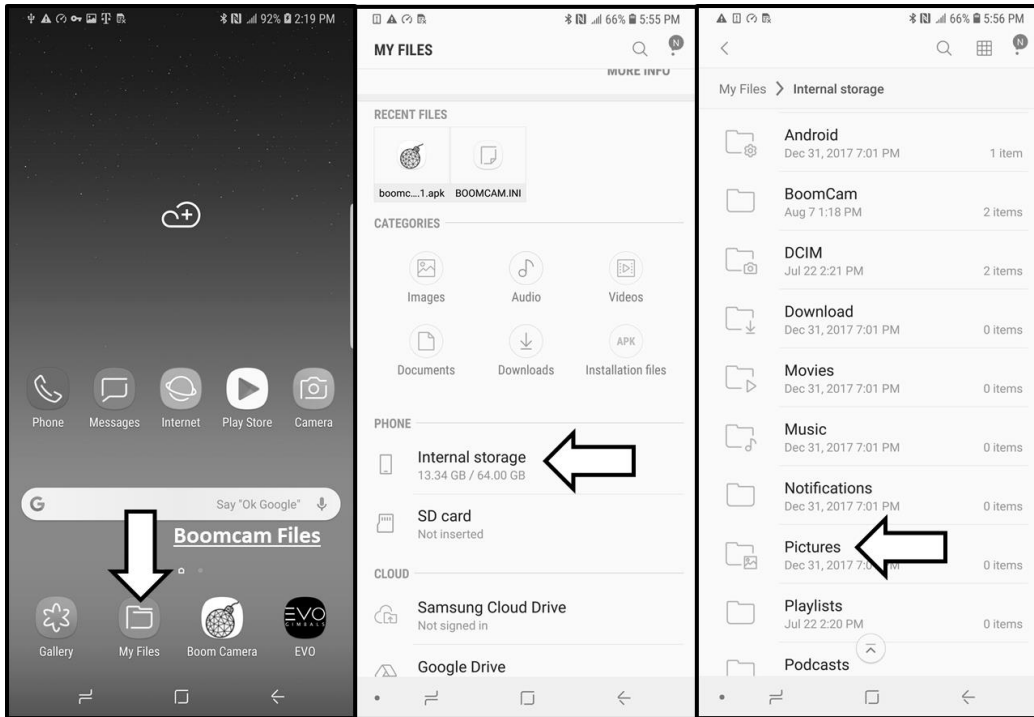 92% 2:19 PM
Phone
Messages
Internet
Play Store
Camera
G
Say "Ok Google"
Boomcam Files
Gallery
My Files
Boom Camera
EVO
GIMBALS
EVO
66% 5:55 PM
MY FILES
N
MORE INFO
RECENT FILES
boomc....1.apk
BOOMCAM.INI
CATEGORIES
Images
Audio
Videos
APK
Documents
Downloads
Installation files
PHONE
Internal storage
13.34 GB / 64.00 GB
SD card
Not inserted
CLOUD
Samsung Cloud Drive
Not signed in
Google Drive
66% 5:56 PM
N
My Files > Internal storage
Android
Dec 31, 2017 7:01 PM 1 item
BoomCam
Aug 7 1:18 PM 2 items
DCIM
Jul 22 2:21 PM 2 items
Download
Dec 31, 2017 7:01 PM 0 items
Movies
Dec 31, 2017 7:01 PM 0 items
Music
Dec 31, 2017 7:01 PM 0 items
Notifications
Dec 31, 2017 7:01 PM 0 items
Pictures
Dec 31, 2017 7:0 M 0 items
Playlists
Jul 22 2:20 PM 0 items
Podcasts